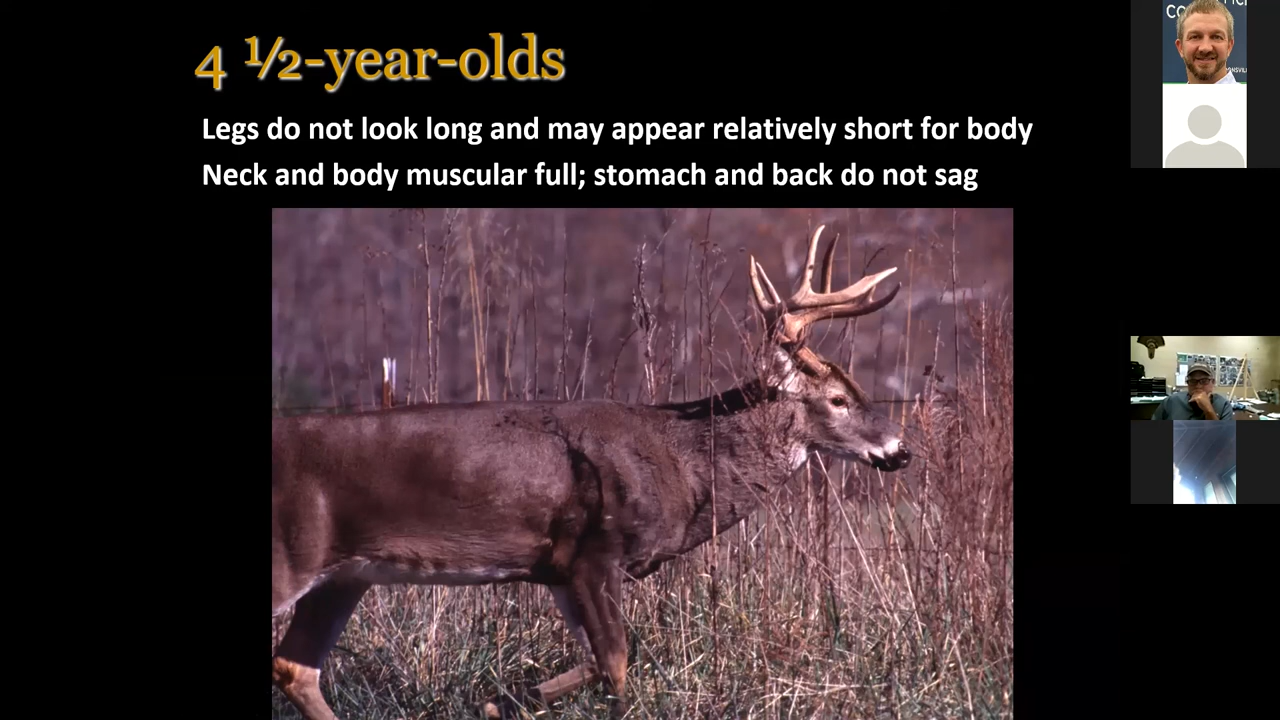 4 ½-year-olds
Legs do not look long and may appear relatively short for body
Neck and body muscular full; stomach and back do not sag